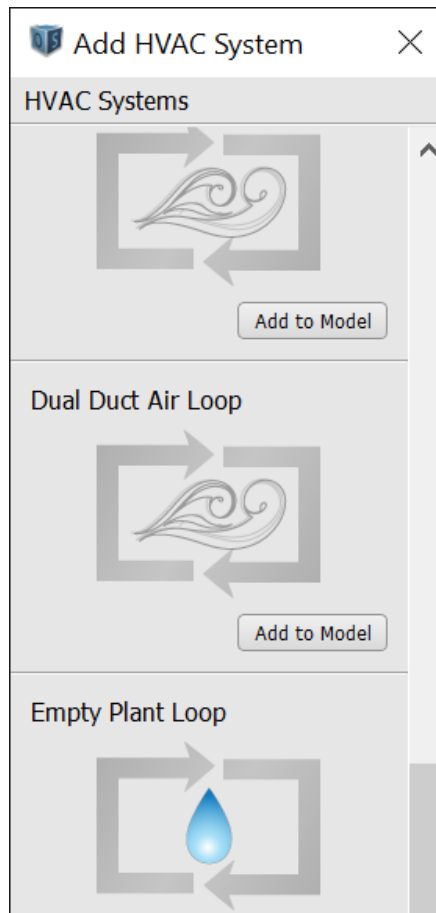 Add HVAC System
HVAC Systems
Add to Model
Dual Duct Air Loop
Add to Model
Empty Plant Loop